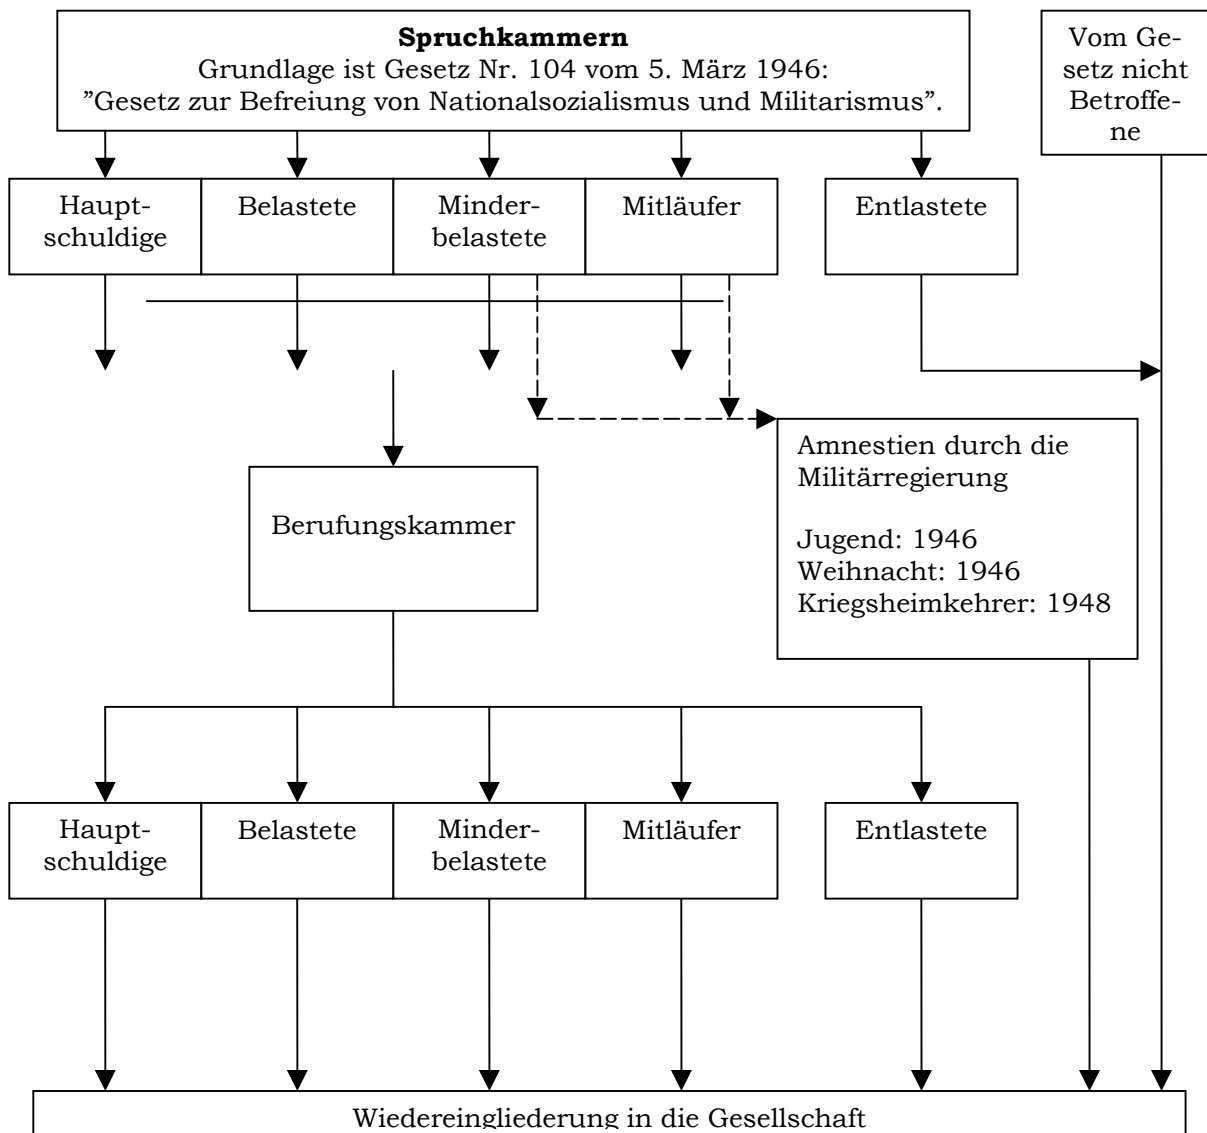 Spruchkammern
Grundlage ist Gesetz Nr. 104 vom 5. März 1946:
”Gesetz zur Befreiung von Nationalsozialismus und Militarismus”.
Vom Ge-
setz nicht
Betroffe-
ne
Haupt-
schuldige
Belastete
Minder-
belastete
Mitläufer
Entlastete
Amnestien durch die
Militärregierung
Jugend: 1946
Weihnacht: 1946
Kriegsheimkehrer: 1948
Berufungskammer
Haupt-
schuldige
Belastete
Minder-
belastete
Mitläufer
Entlastete
Wiedereingliederung in die Gesellschaft